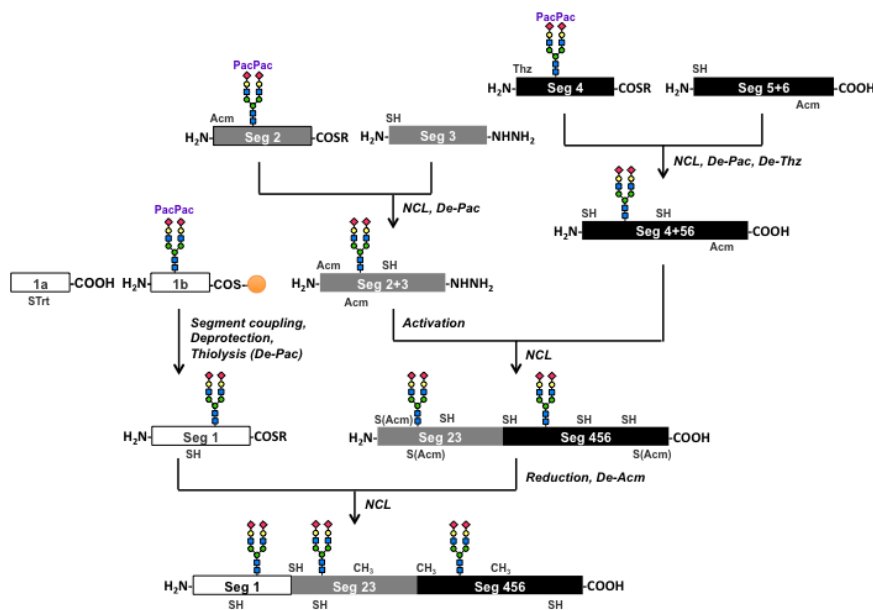 PacPac
PacPac
Thz
SH
H₂N-
Seg 4
-COSR
H₂N-
Seg 5+6
-COOH
Acm
Acm
SH
H₂N-
Seg 2
-COSR
H₂N-
Seg 3
-NHNH₂
NCL, De-Pac, De-Thz
NCL, De-Pac
PacPac
SH
SH
H₂N-
Seg 4+56
-COOH
Acm
1a
-COOH
STrt
H₂N-
1b
-COS-
Acm
SH
H₂N-
Seg 2+3
-NHNH₂
Acm
Segment coupling,
Deprotection,
Thiolysis (De-Pac)
Activation
NCL
S(Acm)
SH
SH
SH
SH
H₂N-
Seg 1
-COSR
SH
H₂N-
Seg 23
Seg 456
-COOH
S(Acm)
S(Acm)
Reduction, De-Acm
NCL
SH
CH₃
CH₃
CH₃
H₂N-
Seg 1
Seg 23
Seg 456
-COOH
SH
SH
SH